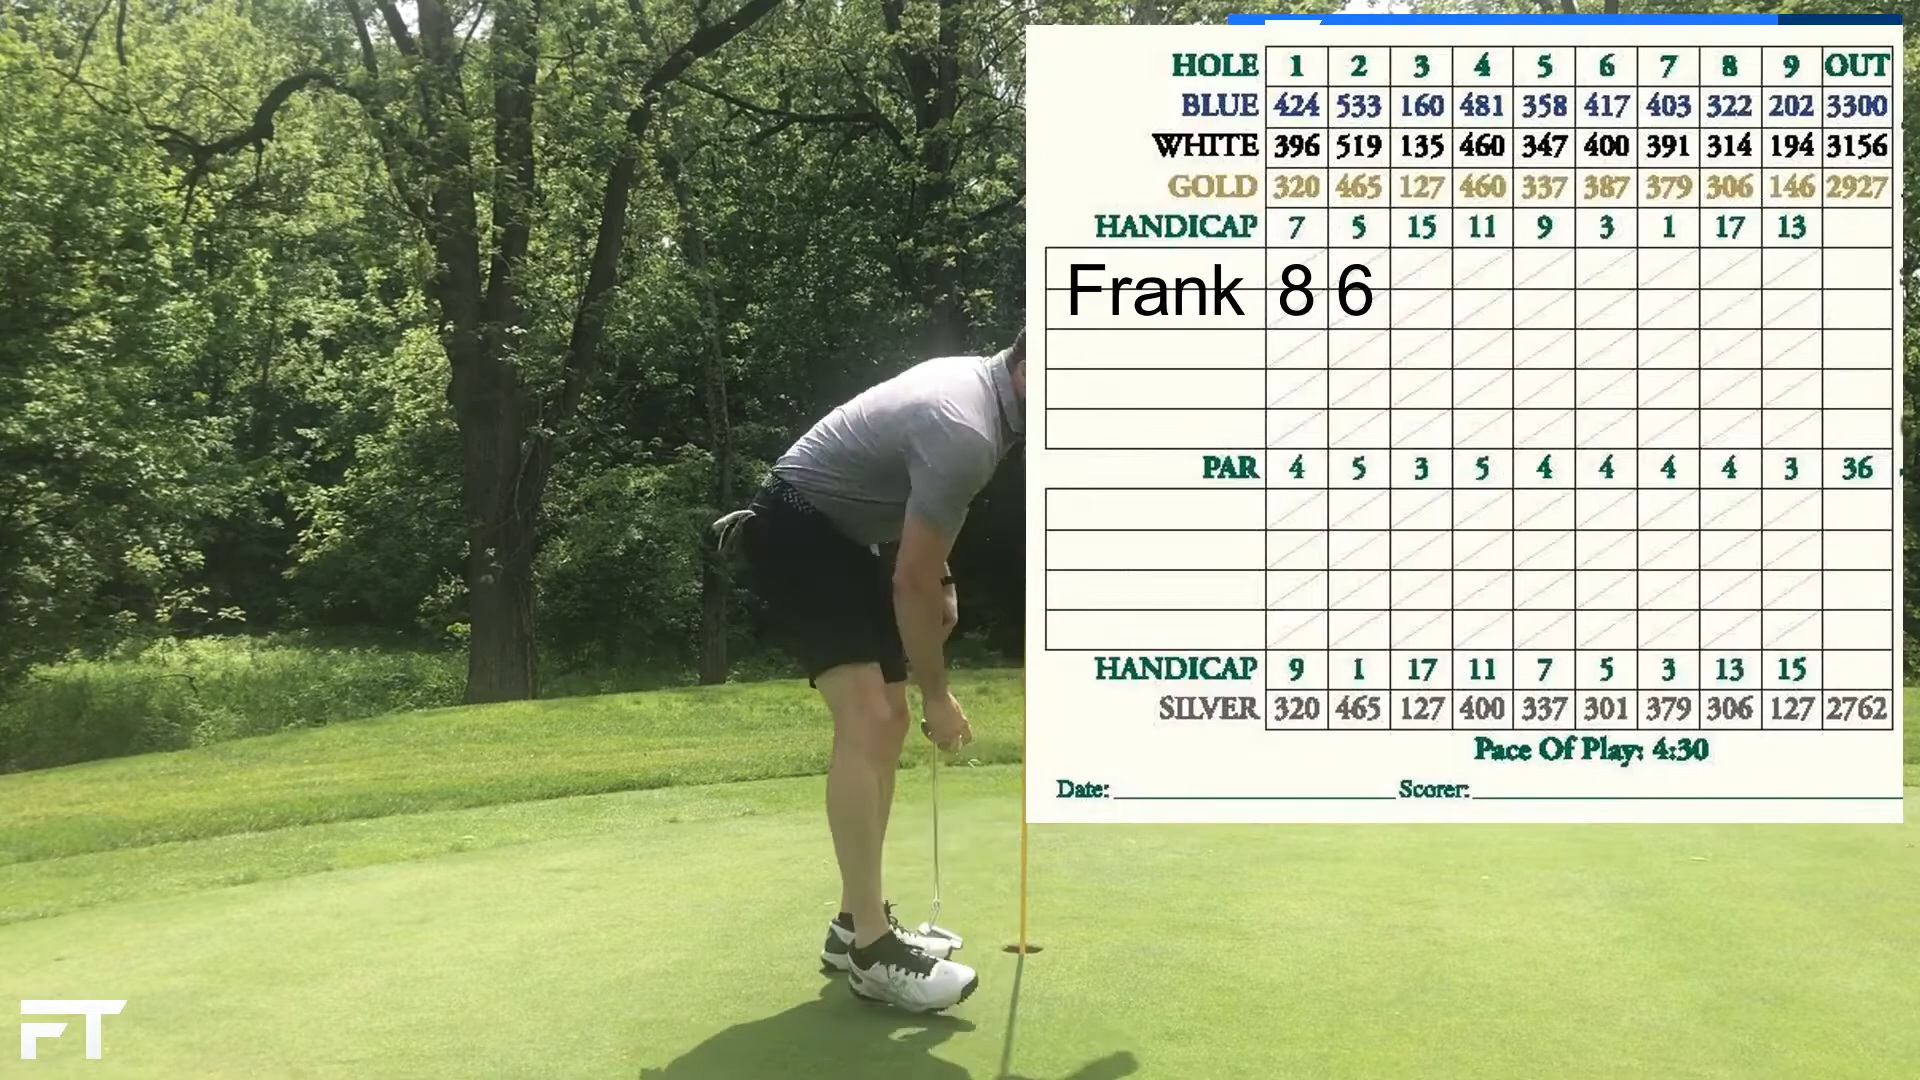 HOLE 1 2 3 4 5 6 7 8 9 OUT
BLUE 424 533 160 481 358 417 403 322 202 3300
WHITE 396 519 135 460 347 400 391 314 194 3156
GOLD 320 465 127 460 337 387 379 306 146 2927
HANDICAP 7 5 15 11 9 3 1 17 13
Frank 8 6
PAR 4 5 3 5 4 4 4 4 3 36
HANDICAP 9 1 17 11 7 5 3 13 15
SILVER 320 465 127 400 337 301 379 306 127 2762
Pace Of Play: 4:30
Date: Scorer:
FT